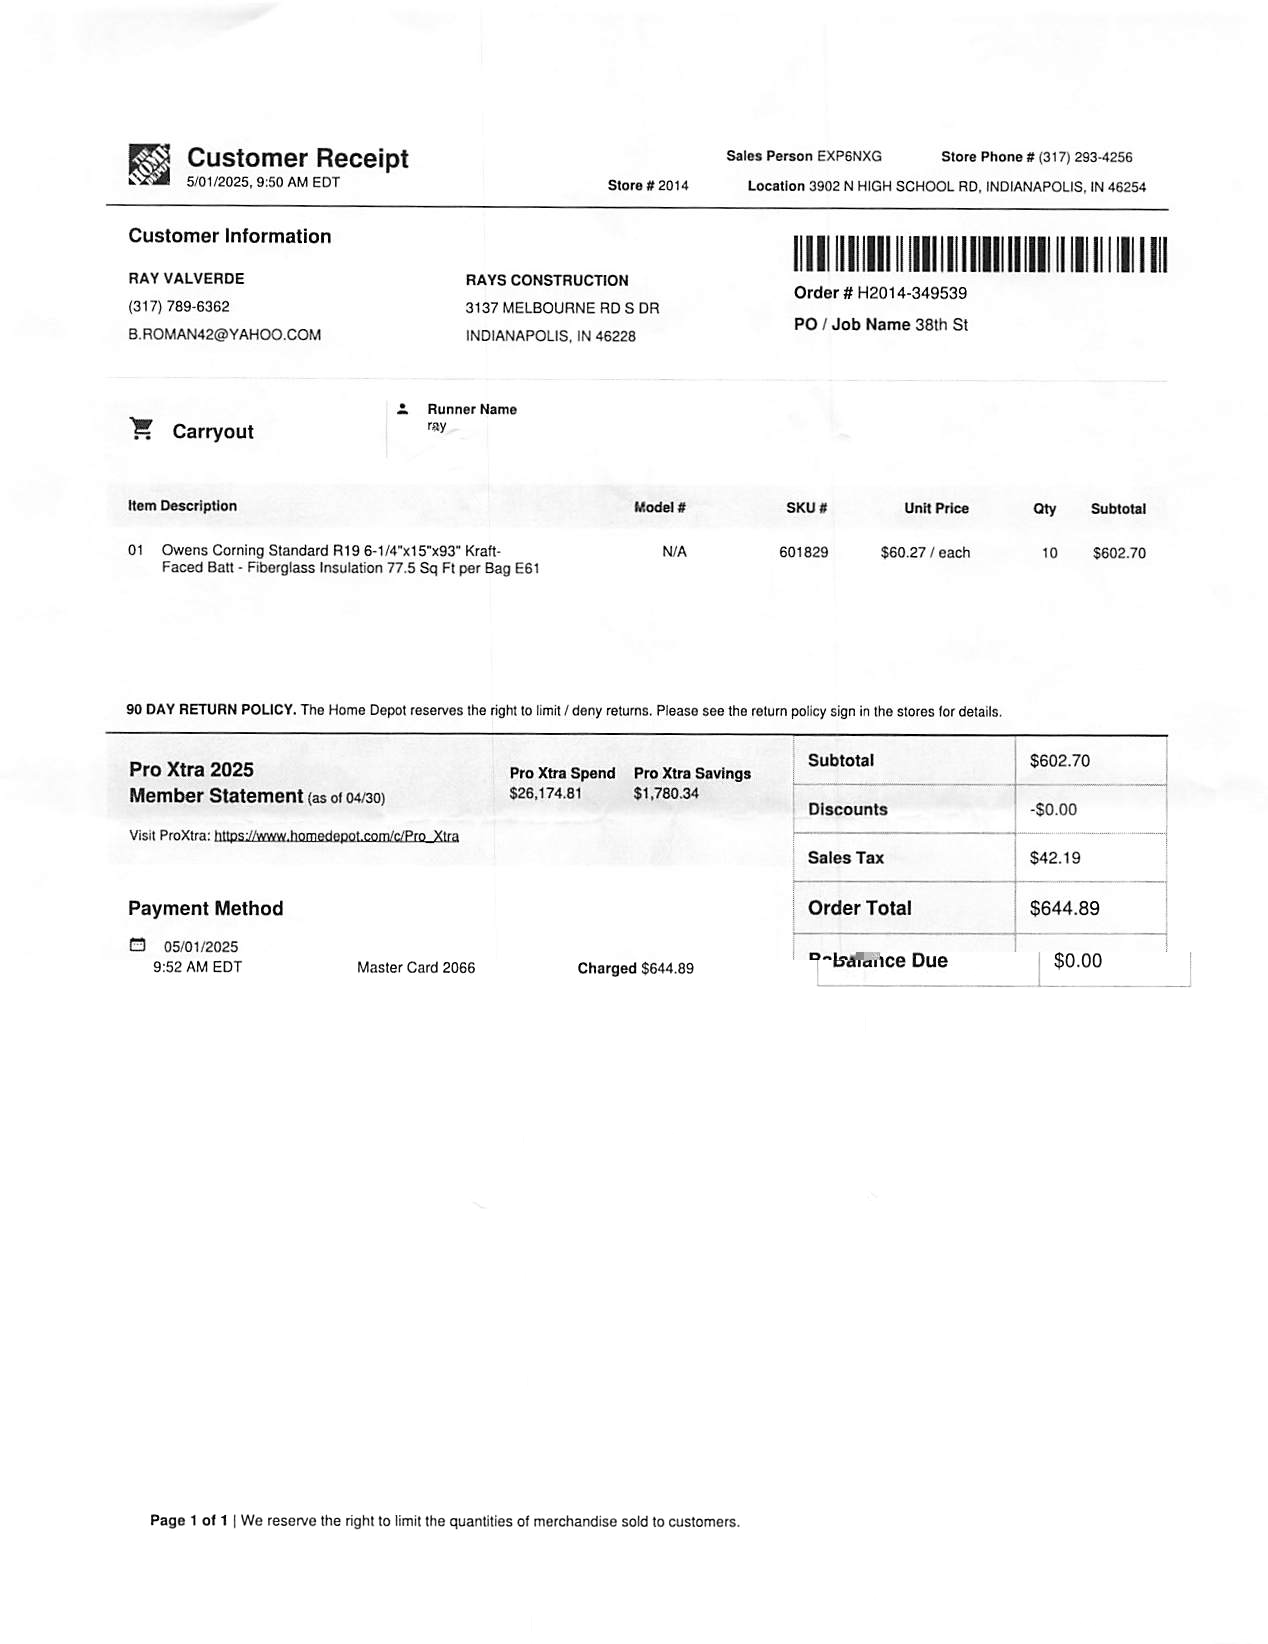 THE HOME DEPOT
Customer Receipt
5/01/2025, 9:50 AM EDT
Sales Person EXP6NXG Store Phone # (317) 293-4256
Store # 2014 Location 3902 N HIGH SCHOOL RD, INDIANAPOLIS, IN 46254
Customer Information
RAY VALVERDE
(317) 789-6362
B.ROMAN42@YAHOO.COM
RAYS CONSTRUCTION
3137 MELBOURNE RD S DR
INDIANAPOLIS, IN 46228
Order # H2014-349539
PO / Job Name 38th St
Carryout
Runner Name
ray
Item Description Model # SKU # Unit Price Qty Subtotal
01 Owens Corning Standard R19 6-1/4"x15"x93" Kraft- N/A 601829 $60.27 / each 10 $602.70
Faced Batt - Fiberglass Insulation 77.5 Sq Ft per Bag E61
90 DAY RETURN POLICY. The Home Depot reserves the right to limit / deny returns. Please see the return policy sign in the stores for details.
Pro Xtra 2025
Member Statement (as of 04/30)
Pro Xtra Spend Pro Xtra Savings
$26,174.81 $1,780.34
Visit ProXtra: https://www.homedepot.com/c/Pro_Xtra
Subtotal $602.70
Discounts -$0.00
Sales Tax $42.19
Order Total $644.89
Balance Due $0.00
Payment Method
05/01/2025
9:52 AM EDT Master Card 2066 Charged $644.89
Page 1 of 1 | We reserve the right to limit the quantities of merchandise sold to customers.